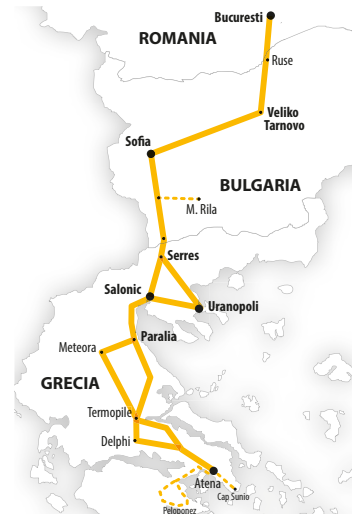 Bucuresti
ROMANIA
Ruse
Veliko
Tarnovo
Sofia
BULGARIA
M. Rila
Serres
Salonic
Uranopoli
Paralia
Meteora
GRECIA
Termopile
Delphi
Atena
Cap Sunio
Peloponez